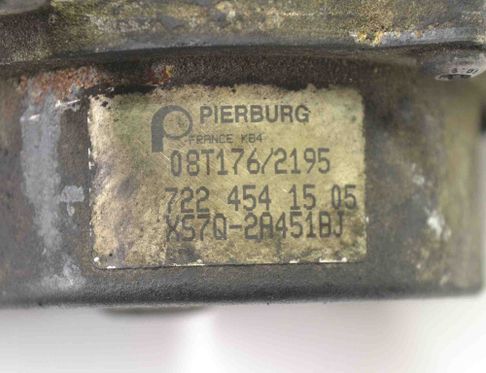 PIERBURG
FRANCE K64
08T176/2195
722 454 15 05
XS7Q-2A451BJ